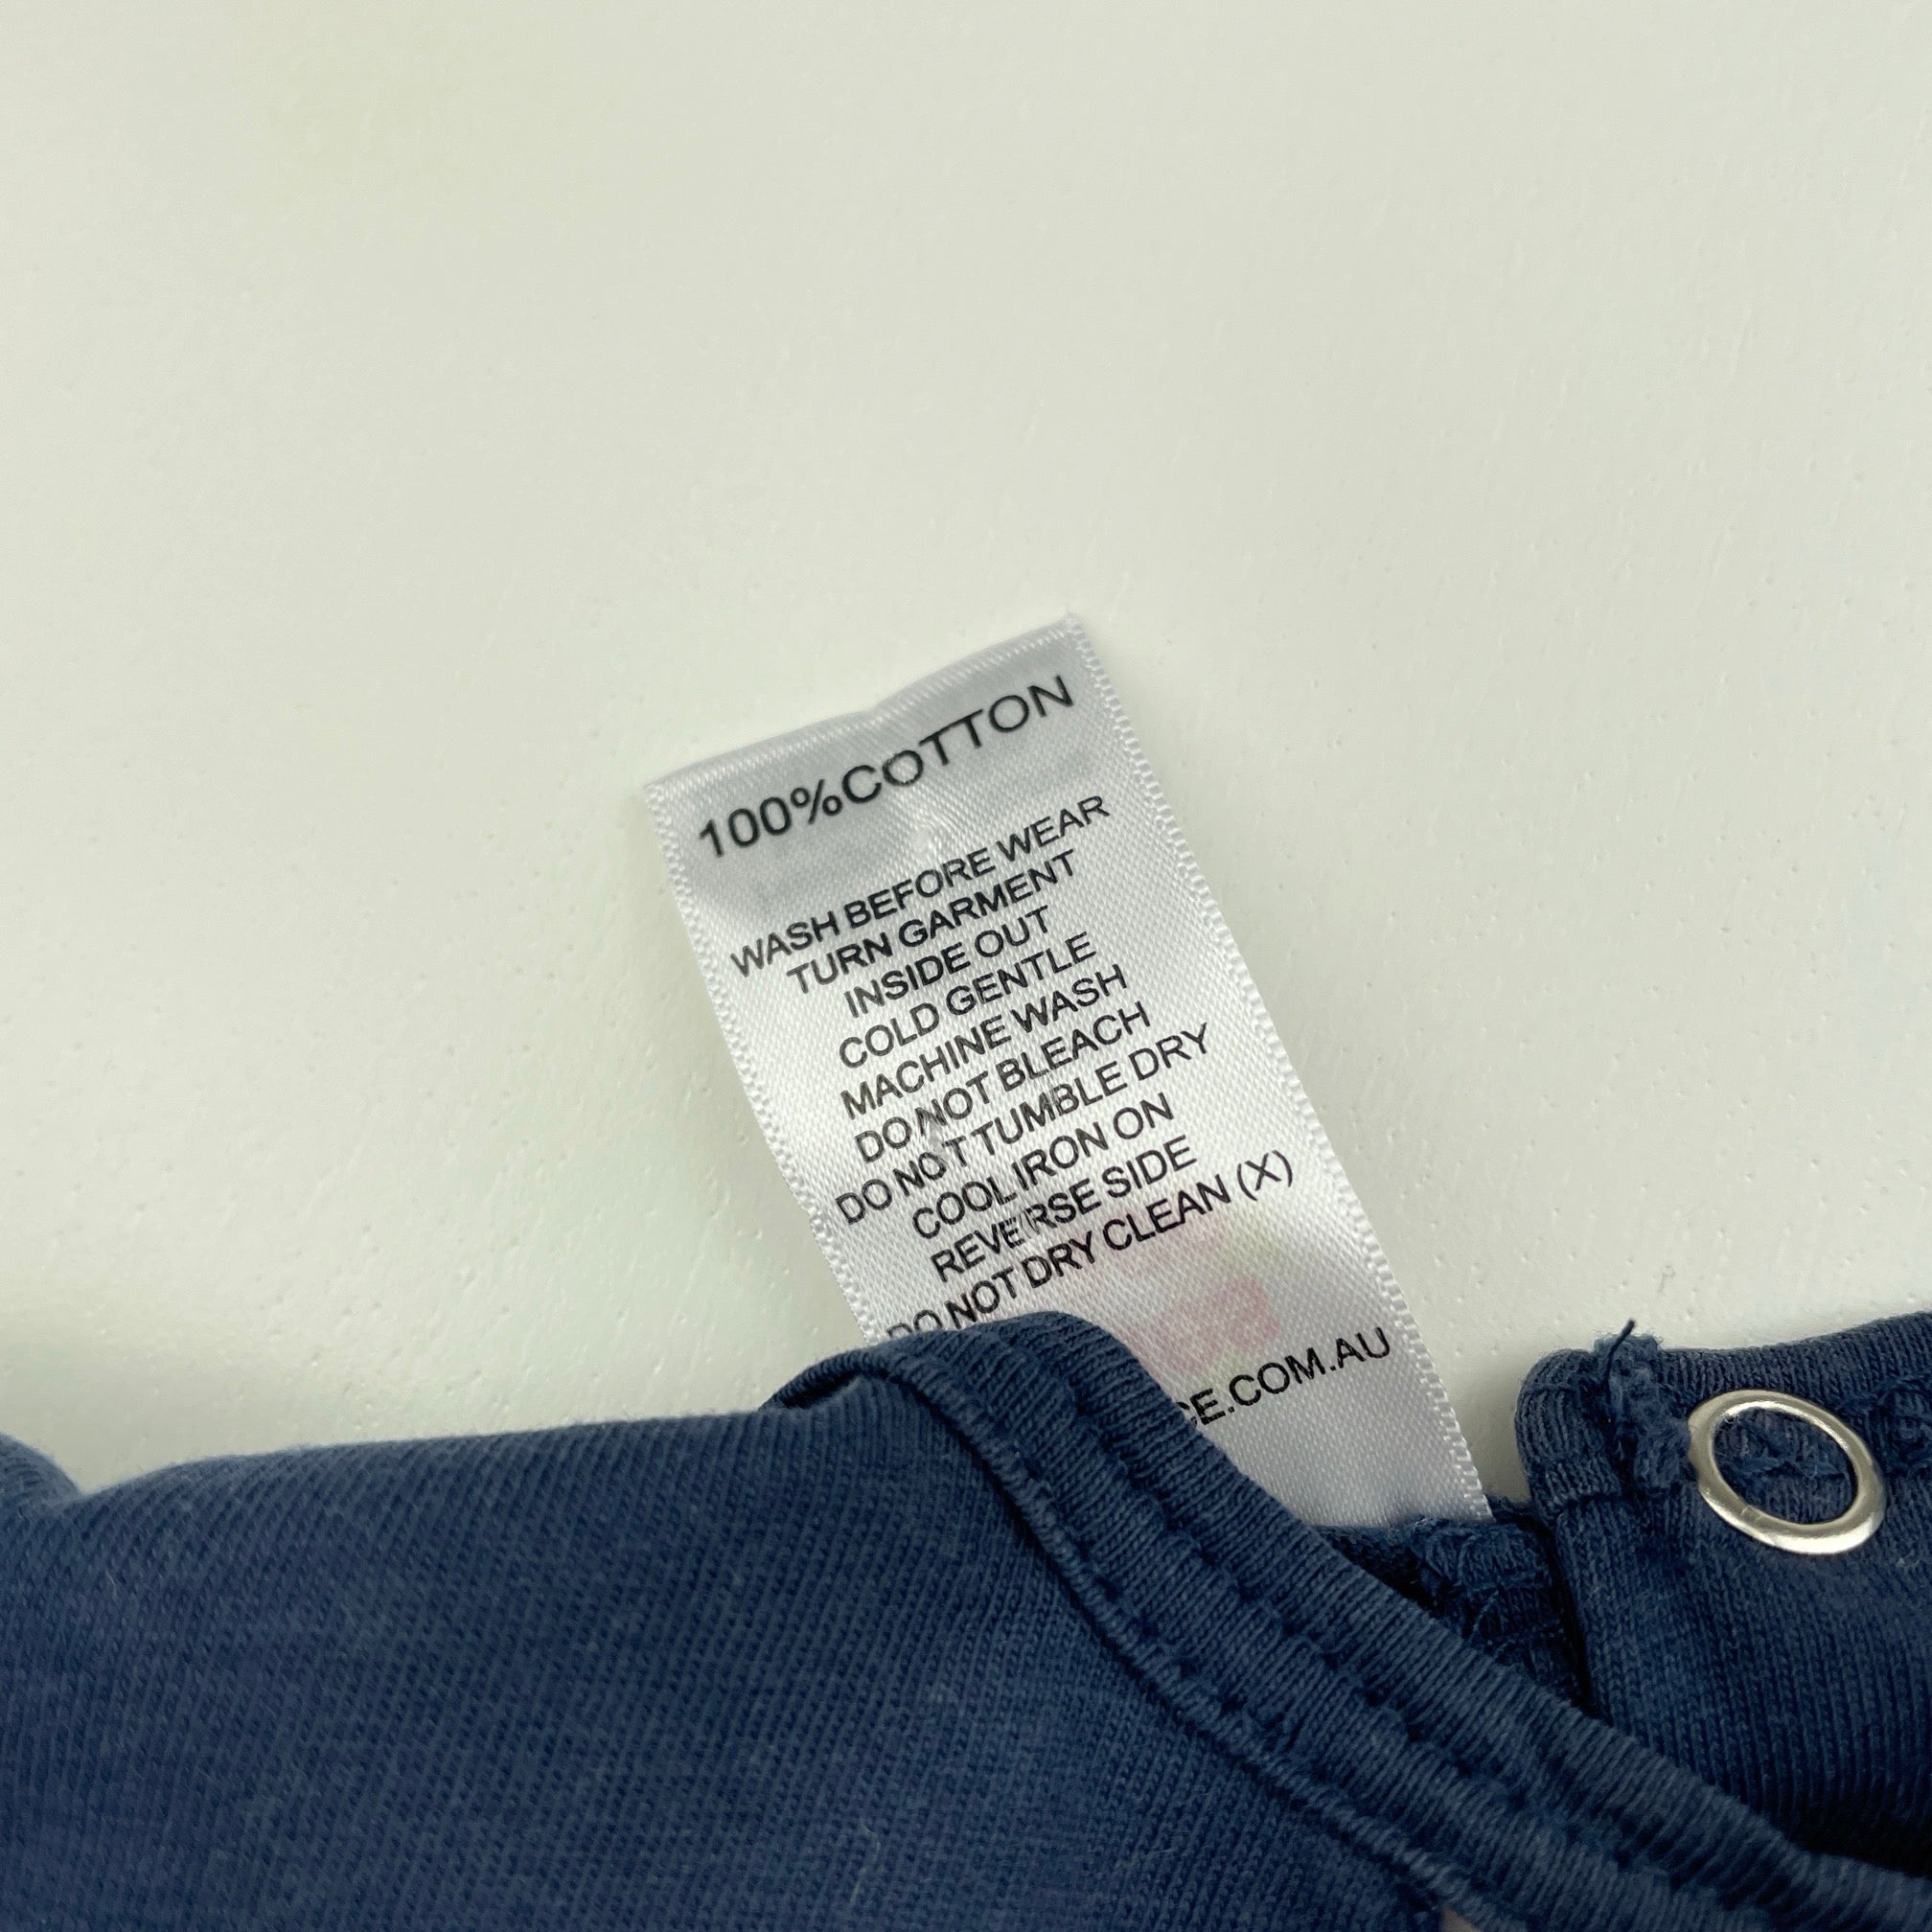 100%COTTON
WASH BEFORE WEAR
TURN GARMENT
INSIDE OUT
COLD GENTLE
MACHINE WASH
DO NOT BLEACH
DO NOT TUMBLE DRY
COOL IRON ON
REVERSE SIDE
DO NOT DRY CLEAN (X)
CE.COM.AU